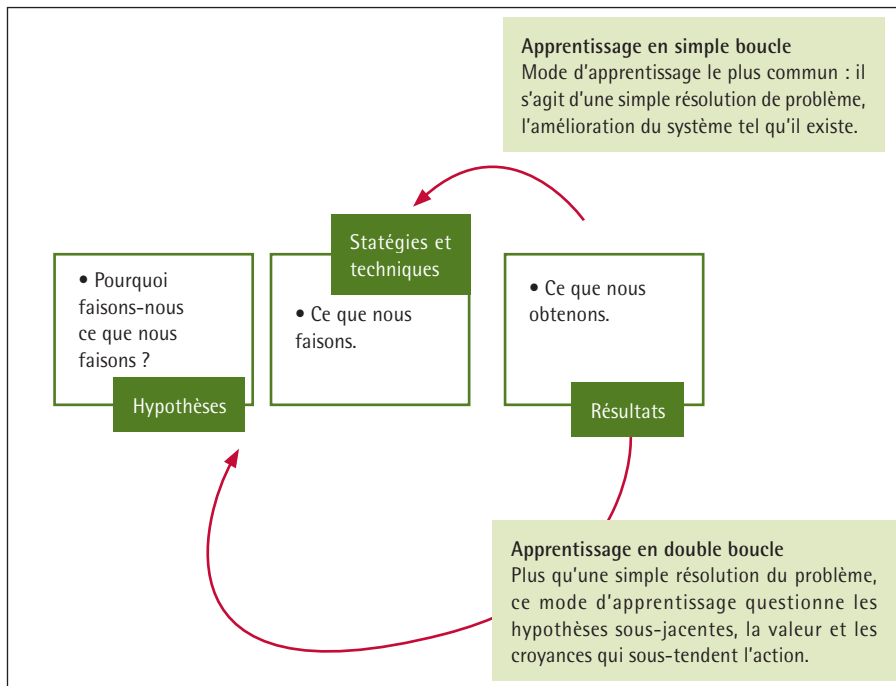 Apprentissage en simple boucle
Mode d'apprentissage le plus commun : il
s'agit d'une simple résolution de problème,
l'amélioration du système tel qu'il existe.
• Pourquoi
faisons-nous
ce que nous
faisons ?
Hypothèses
Statégies et
techniques
• Ce que nous
faisons.
• Ce que nous
obtenons.
Résultats
Apprentissage en double boucle
Plus qu'une simple résolution du problème,
ce mode d'apprentissage questionne les
hypothèses sous-jacentes, la valeur et les
croyances qui sous-tendent l'action.